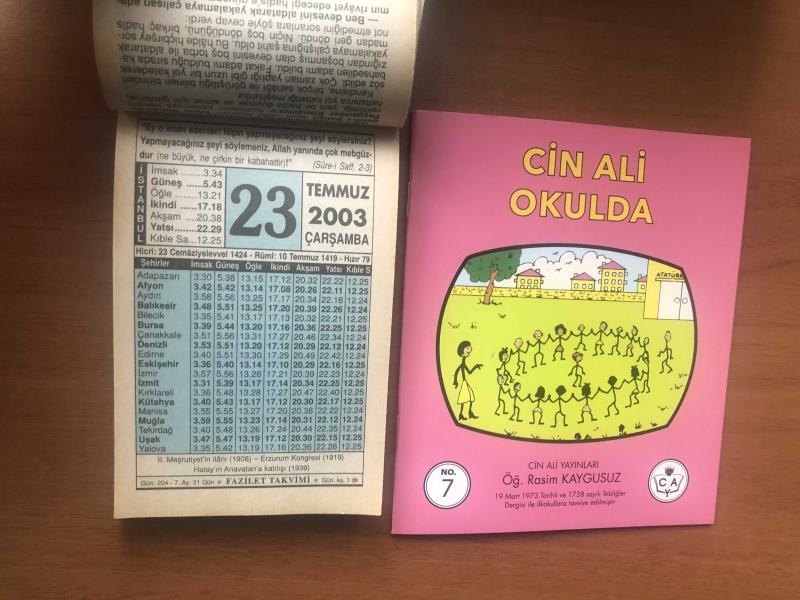 "Ey o îmân edenler! Niçin yapmayacağınız şeyi söylersiniz?
Yapmayacağınız şeyi söylemeniz, Allah yanında çok mebgûz-
dur (ne büyük, ne çirkin bir kabahattir)!" (Sûre-i Saff, 2-3)
İSTANBUL
İmsak ........3.34
Güneş .....5.43
Öğle .......13.21
İkindi ....17.18
Akşam ...20.38
Yatsı......22.29
Kıble Sa...12.25
23
TEMMUZ
2003
ÇARŞAMBA
Hicrî: 23 Cemâziyelevvel 1424 - Rûmî: 10 Temmuz 1419 - Hızır 79
Şehirler İmsak Güneş Öğle İkindi Akşam Yatsı Kıble S
Adapazarı 3.30 5.38 13.15 17.12 20.32 22.22 12.25
Afyon 3.42 5.42 13.14 17.08 20.26 22.11 12.25
Aydın 3.58 5.56 13.25 17.17 20.34 22.16 12.24
Balıkesir 3.48 5.51 13.25 17.20 20.39 22.26 12.24
Bilecik 3.35 5.41 13.17 17.13 20.32 22.21 12.25
Bursa 3.39 5.44 13.20 17.16 20.36 22.25 12.25
Çanakkale 3.51 5.56 13.31 17.27 20.46 22.34 12.24
Denizli 3.53 5.51 13.20 17.12 20.29 22.12 12.24
Edirne 3.40 5.51 13.30 17.29 20.49 22.42 12.24
Eskişehir 3.36 5.40 13.14 17.10 20.29 22.16 12.25
İzmir 3.57 5.56 13.28 17.21 20.39 22.23 12.24
İzmit 3.31 5.39 13.17 17.14 20.34 22.25 12.25
Kırklareli 3.36 5.48 13.28 17.27 20.47 22.40 12.25
Kütahya 3.40 5.43 13.17 17.12 20.30 22.17 12.25
Manisa 3.55 5.55 13.27 17.20 20.38 22.22 12.24
Muğla 3.59 5.55 13.23 17.14 20.31 22.12 12.24
Tekirdağ 3.40 5.48 13.26 17.24 20.44 22.35 12.24
Uşak 3.47 5.47 13.19 17.12 20.30 22.15 12.25
Yalova 3.35 5.42 13.19 17.16 20.36 22.26 12.25
II. Meşrutiyet'in ilânı (1908) – Erzurum Kongresi (1919)
Hatay'ın Anavatan'a katılışı (1939)
Gün: 204 - 7. Ay: 31 Gün FAZİLET TAKVİMİ Gün. kıs. 1 dk
CİN ALİ
OKULDA
ATATÜRK
NO.
7
CİN ALİ YAYINLARI
Öğ. Rasim KAYGUSUZ
19 Mart 1973 Tarihli ve 1738 sayılı Tebliğler
Dergisi ile ilkokullara tavsiye edilmiştir
C A
Y